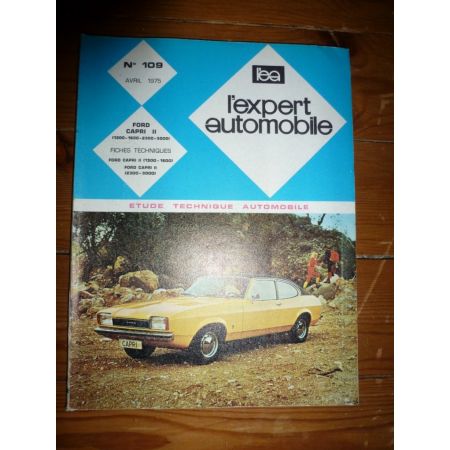 N° 109
AVRIL 1975
FORD
CAPRI II
(1300-1600-2300-3000)
FICHES TECHNIQUES
FORD CAPRI II (1300-1600)
FORD CAPRI II
(2300-3000)
l'ea
l'expert
automobile
ETUDE TECHNIQUE AUTOMOBILE
CAPRI